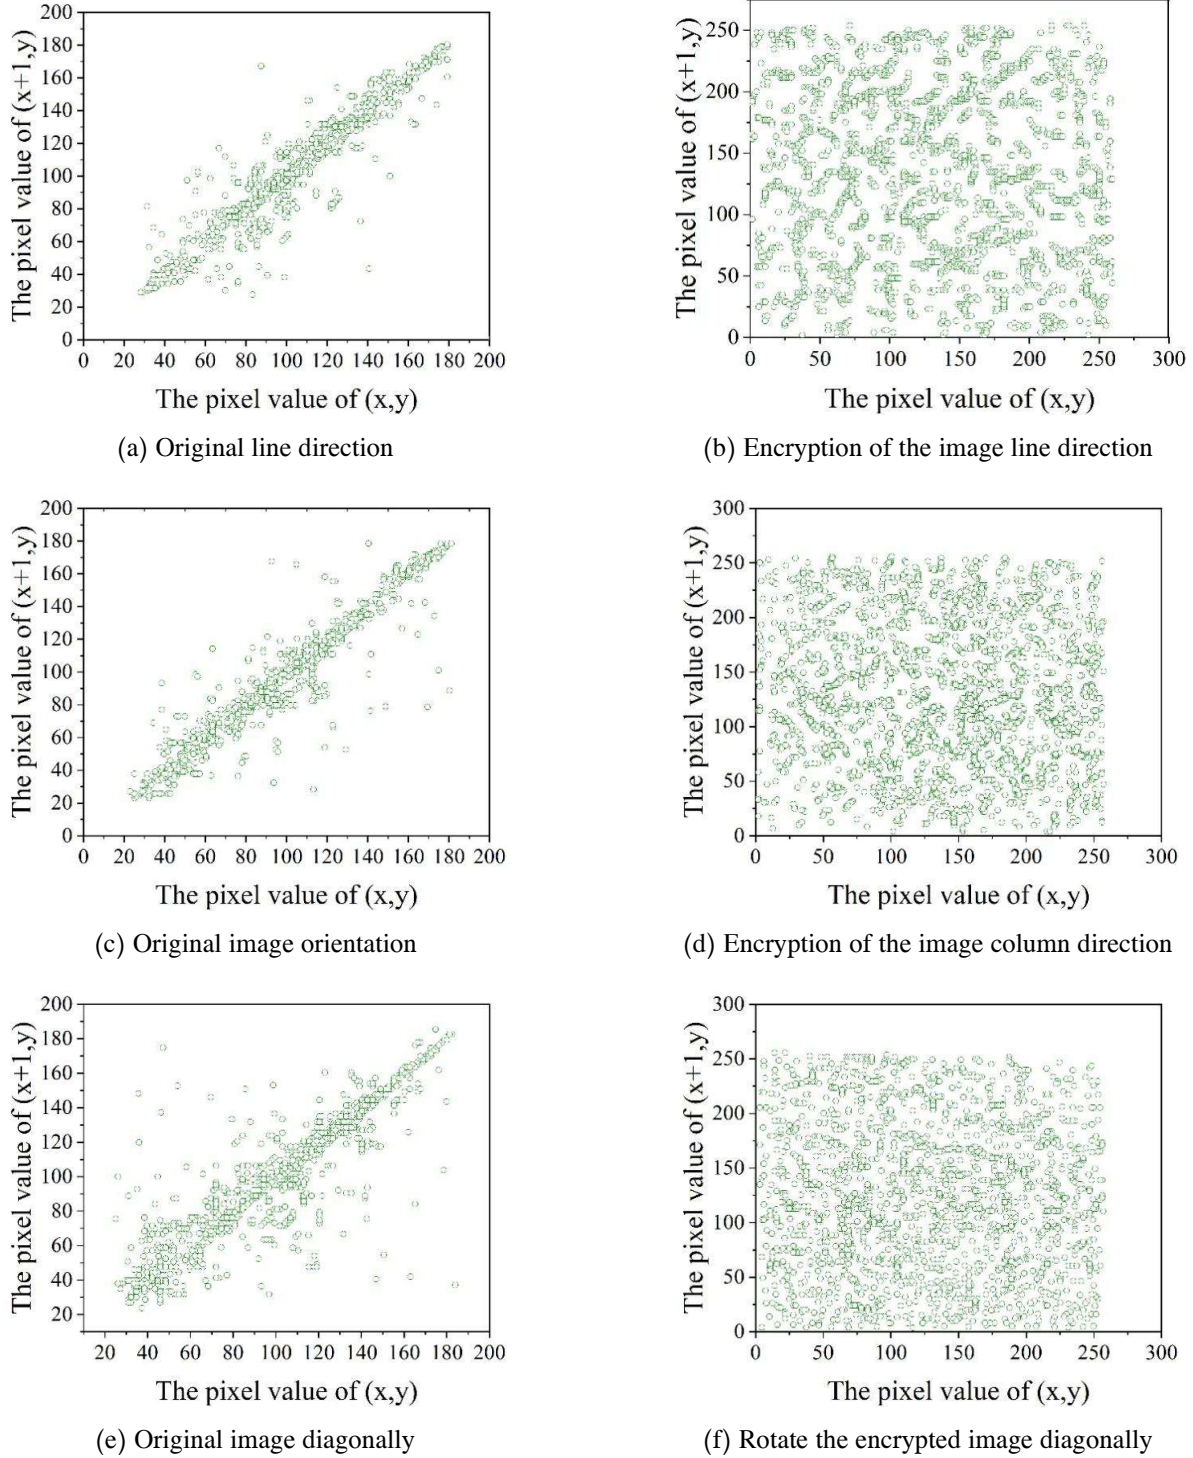 200
180
160
140
120
100
80
60
40
20
0
0 20 40 60 80 100 120 140 160 180 200
The pixel value of (x+1,y)
The pixel value of (x,y)
(a) Original line direction
250
200
150
100
50
0
0 50 100 150 200 250 300
The pixel value of (x+1,y)
The pixel value of (x,y)
(b) Encryption of the image line direction
200
180
160
140
120
100
80
60
40
20
0
0 20 40 60 80 100 120 140 160 180 200
The pixel value of (x+1,y)
The pixel value of (x,y)
(c) Original image orientation
300
250
200
150
100
50
0
0 50 100 150 200 250 300
The pixel value of (x+1,y)
The pixel value of (x,y)
(d) Encryption of the image column direction
200
180
160
140
120
100
80
60
40
20
20 40 60 80 100 120 140 160 180 200
The pixel value of (x+1,y)
The pixel value of (x,y)
(e) Original image diagonally
300
250
200
150
100
50
0
0 50 100 150 200 250 300
The pixel value of (x+1,y)
The pixel value of (x,y)
(f) Rotate the encrypted image diagonally